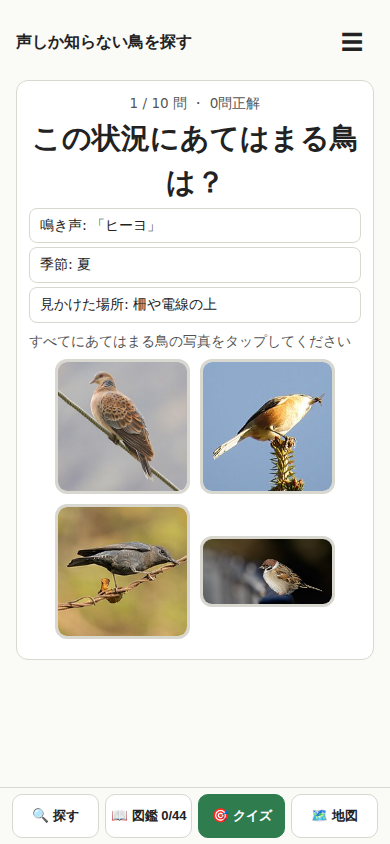 声しか知らない鳥を探す
☰
1 / 10 問 ・ 0問正解
この状況にあてはまる鳥
は？
鳴き声: 「ヒーヨ」
季節: 夏
見かけた場所: 柵や電線の上
すべてにあてはまる鳥の写真をタップしてください
🔍 探す
📖 図鑑 0/44
🎯 クイズ
🗺️ 地図